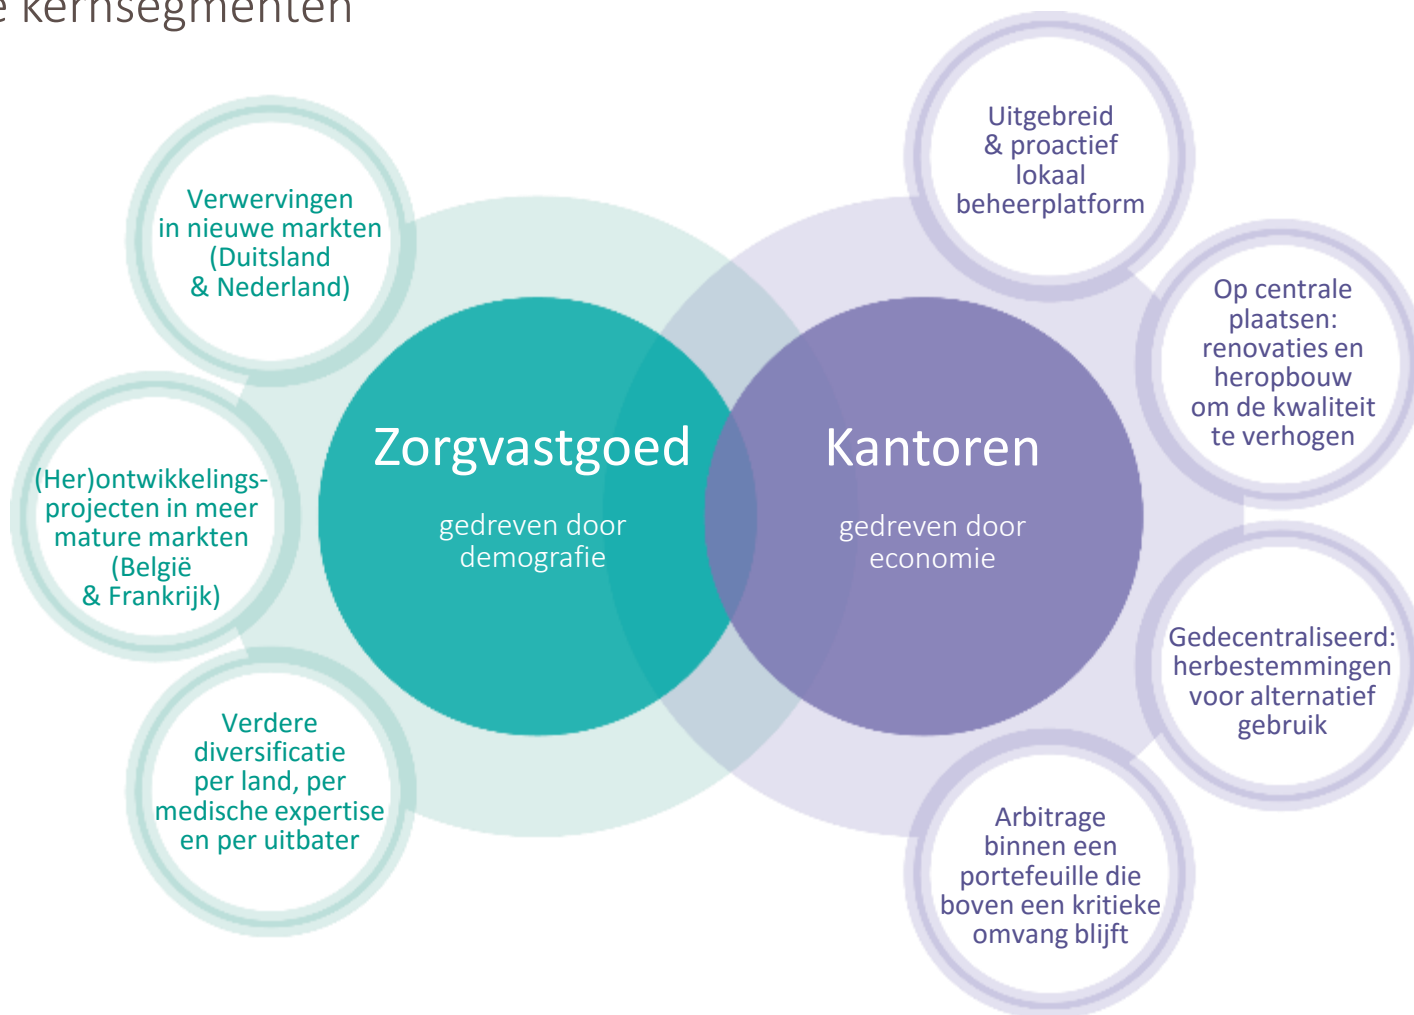 e kernsegmenten
Verwervingen
in nieuwe markten
(Duitsland
& Nederland)
(Her)ontwikkelings-
projecten in meer
mature markten
(België
& Frankrijk)
Verdere
diversificatie
per land, per
medische expertise
en per uitbater
Zorgvastgoed
gedreven door
demografie
Kantoren
gedreven door
economie
Uitgebreid
& proactief
lokaal
beheerplatform
Op centrale
plaatsen:
renovaties en
heropbouw
om de kwaliteit
te verhogen
Gedecentraliseerd:
herbestemmingen
voor alternatief
gebruik
Arbitrage
binnen een
portefeuille die
boven een kritieke
omvang blijft